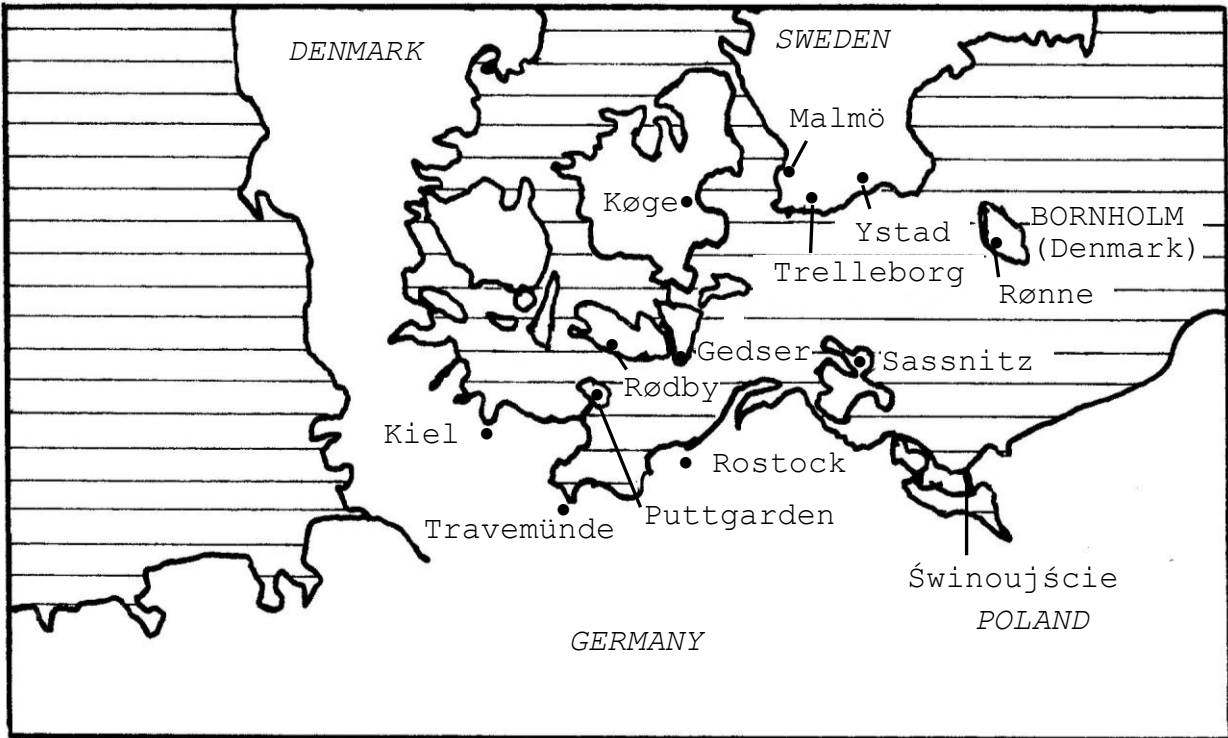 DENMARK
SWEDEN
Malmö
Køge
Ystad
BORNHOLM
(Denmark)
Trelleborg
Rønne
Gedser
Sassnitz
Rødby
Kiel
Rostock
Puttgarden
Travemünde
Świnoujście
POLAND
GERMANY